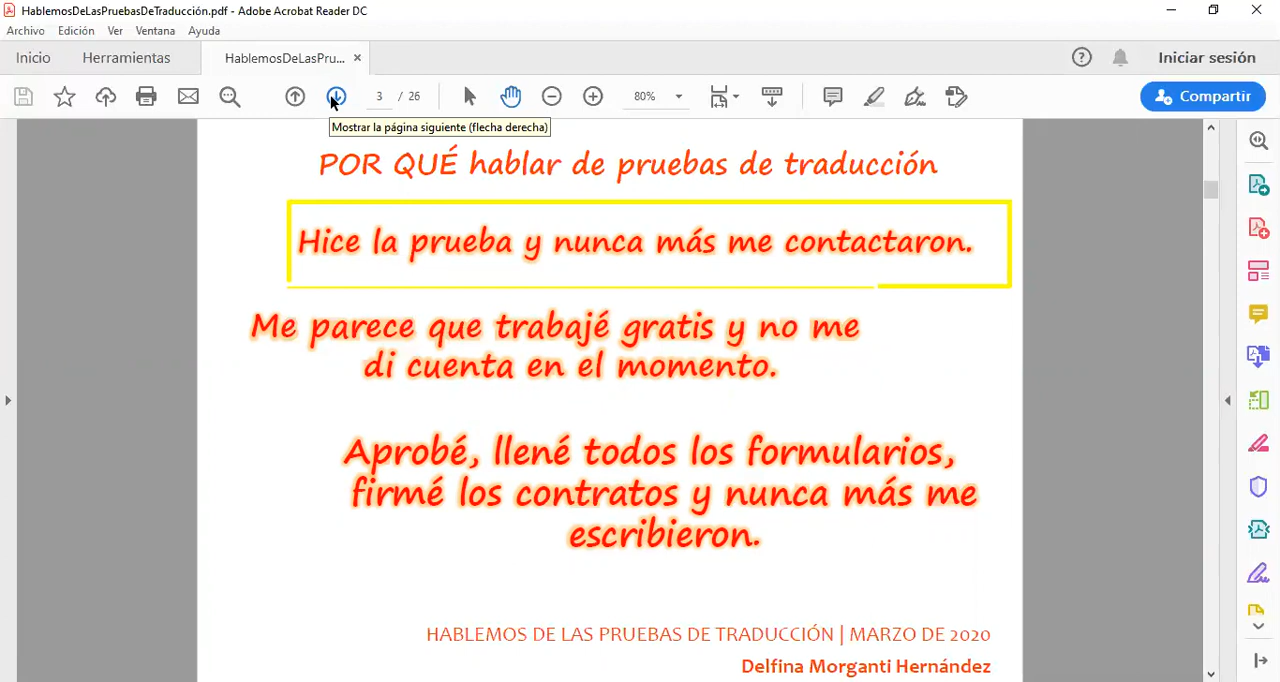 HablemosDeLasPruebasDeTraducción.pdf - Adobe Acrobat Reader DC
Archivo Edición Ver Ventana Ayuda
Inicio Herramientas HablemosDeLasPru... × Iniciar sesión
3 / 26 80% Compartir
Mostrar la página siguiente (flecha derecha)
POR QUÉ hablar de pruebas de traducción
Hice la prueba y nunca más me contactaron.
Me parece que trabajé gratis y no me
di cuenta en el momento.
Aprobé, llené todos los formularios,
firmé los contratos y nunca más me
escribieron.
HABLEMOS DE LAS PRUEBAS DE TRADUCCIÓN | MARZO DE 2020
Delfina Morganti Hernández